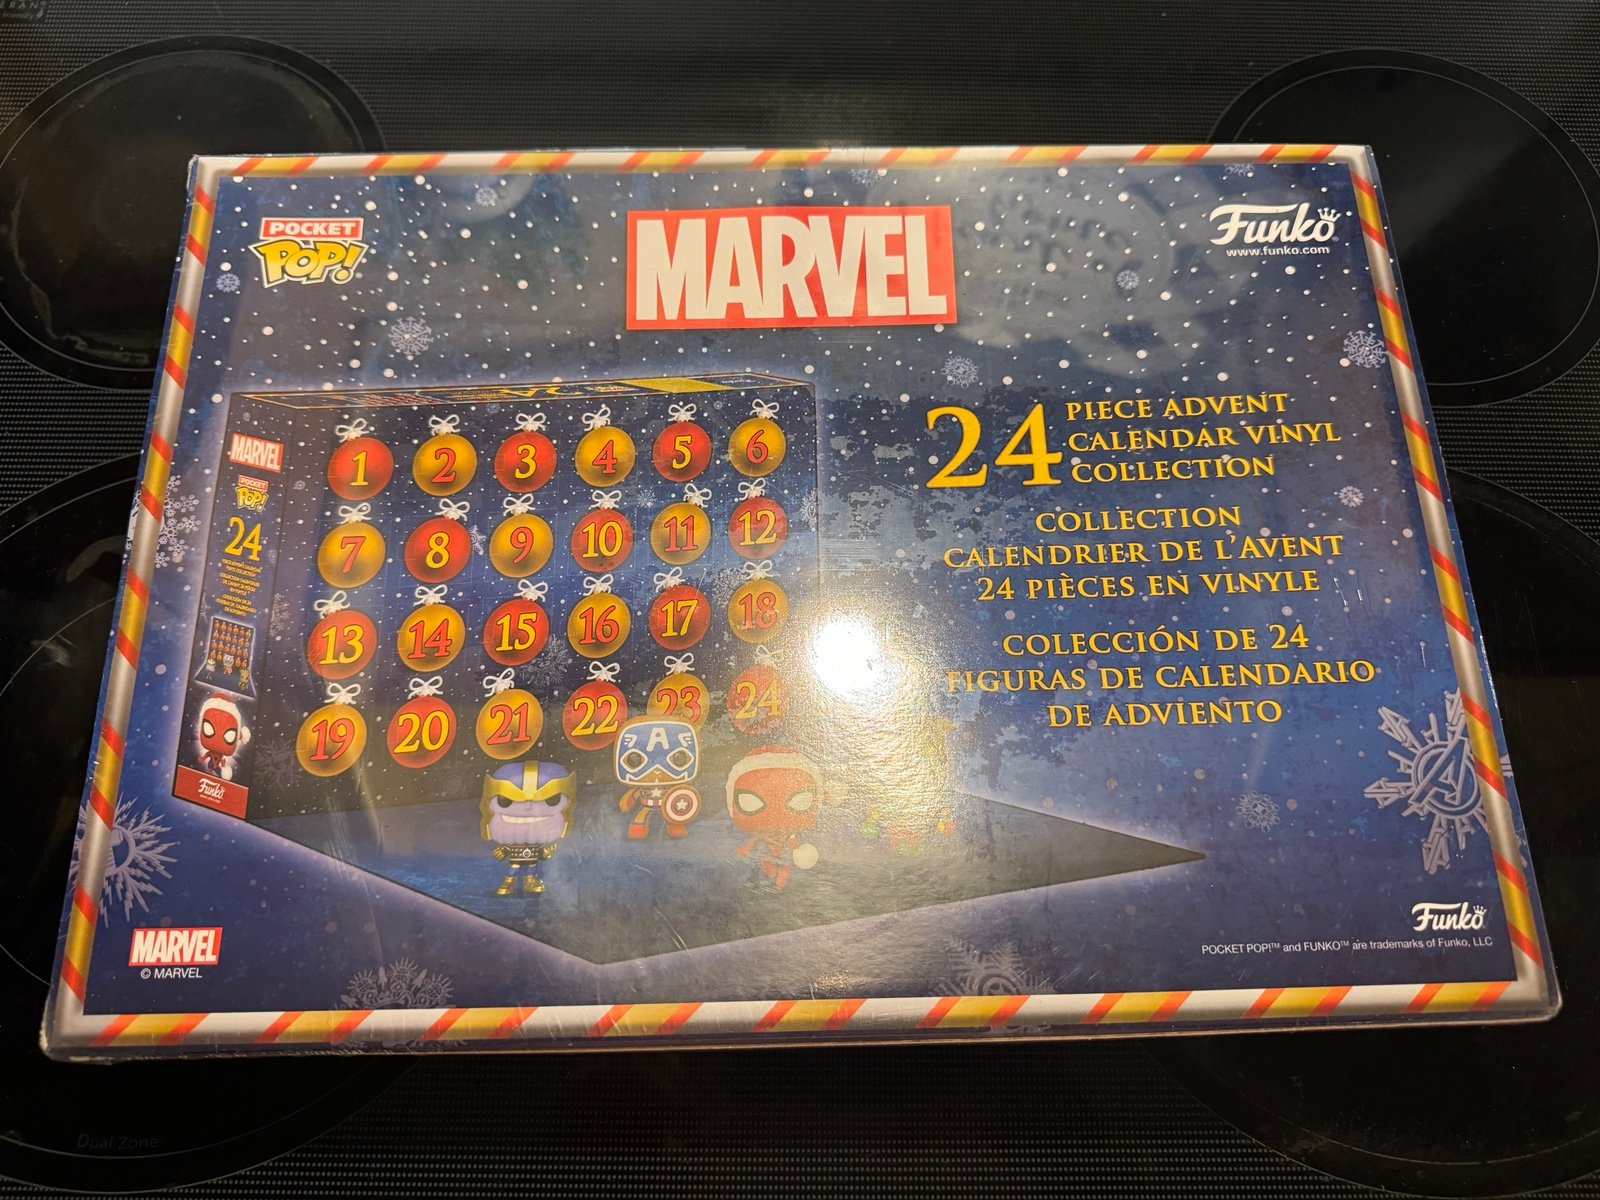 POCKET
POP!
MARVEL
Funko
www.funko.com
MARVEL
POCKET
POP!
24
Funko
1 2 3 4 5 6
7 8 9 10 11 12
13 14 15 16 17 18
19 20 21 22 23 24
24 PIECE ADVENT
CALENDAR VINYL
COLLECTION
COLLECTION
CALENDRIER DE L'AVENT
24 PIÈCES EN VINYLE
COLECCIÓN DE 24
FIGURAS DE CALENDARIO
DE ADVIENTO
MARVEL
© MARVEL
Funko
POCKET POP!™ and FUNKO™ are trademarks of Funko, LLC
Dual Zone